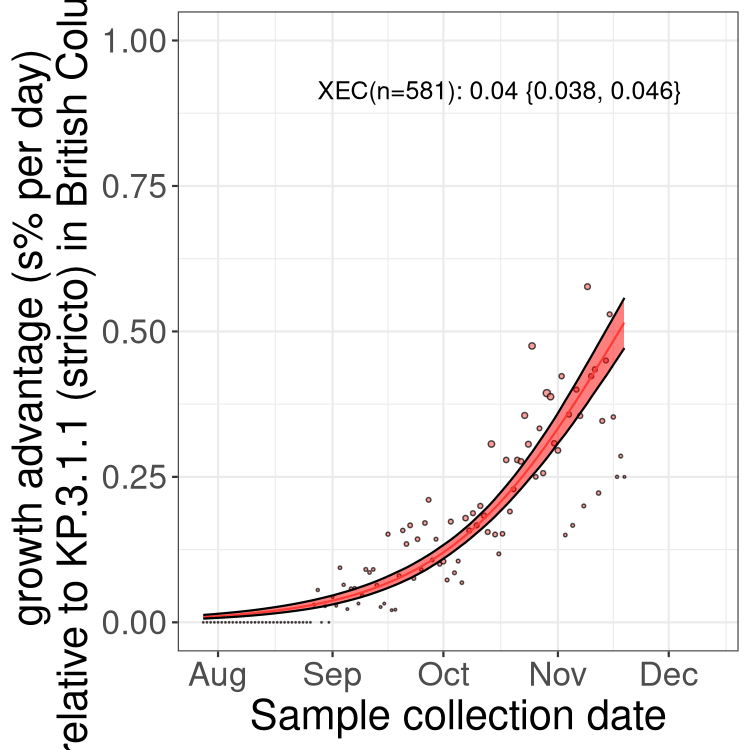 growth advantage (s% per day)
relative to KP.3.1.1 (stricto) in British Colu
1.00
0.75
0.50
0.25
0.00
XEC(n=581): 0.04 {0.038, 0.046}
Aug Sep Oct Nov Dec
Sample collection date